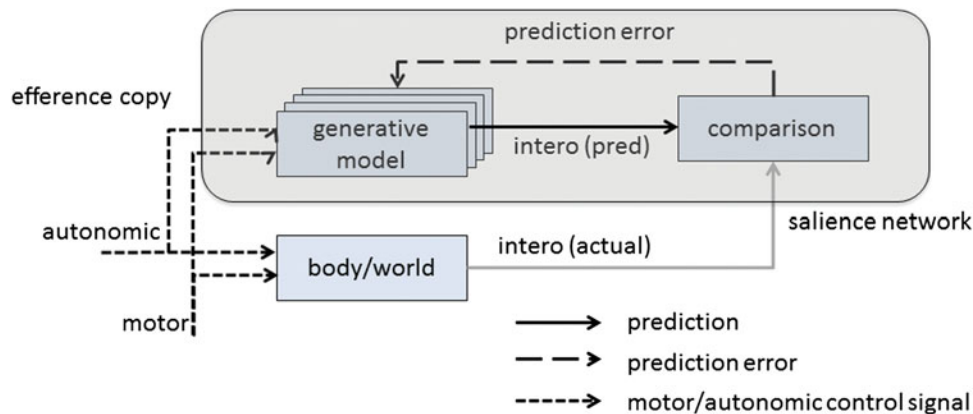 prediction error
efference copy
generative
model
intero (pred)
comparison
salience network
autonomic
body/world
intero (actual)
motor
prediction
prediction error
motor/autonomic control signal